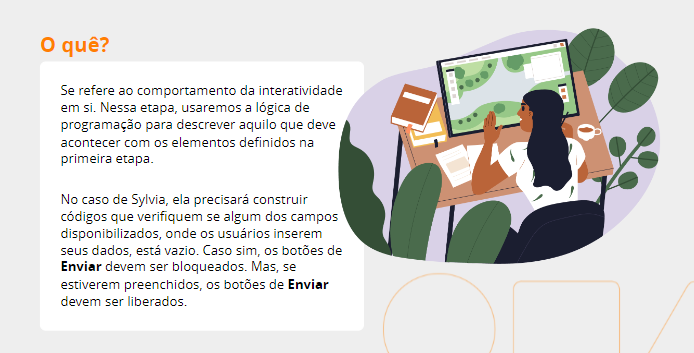 O quê?
Se refere ao comportamento da interatividade
em si. Nessa etapa, usaremos a lógica de
programação para descrever aquilo que deve
acontecer com os elementos definidos na
primeira etapa.
No caso de Sylvia, ela precisará construir
códigos que verifiquem se algum dos campos
disponibilizados, onde os usuários inserem
seus dados, está vazio. Caso sim, os botões de
Enviar devem ser bloqueados. Mas, se
estiverem preenchidos, os botões de Enviar
devem ser liberados.